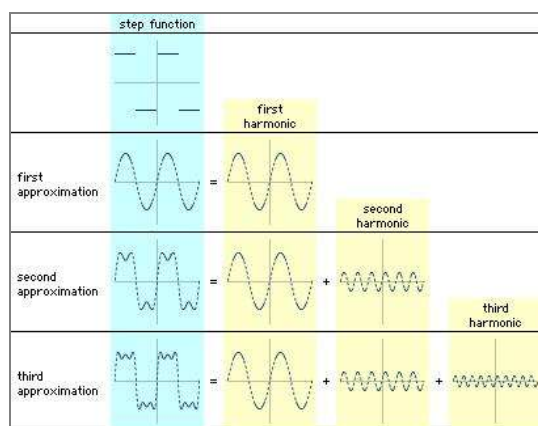 step function
first
harmonic
first
approximation
=
second
harmonic
second
approximation
= +
third
harmonic
third
approximation
= + +